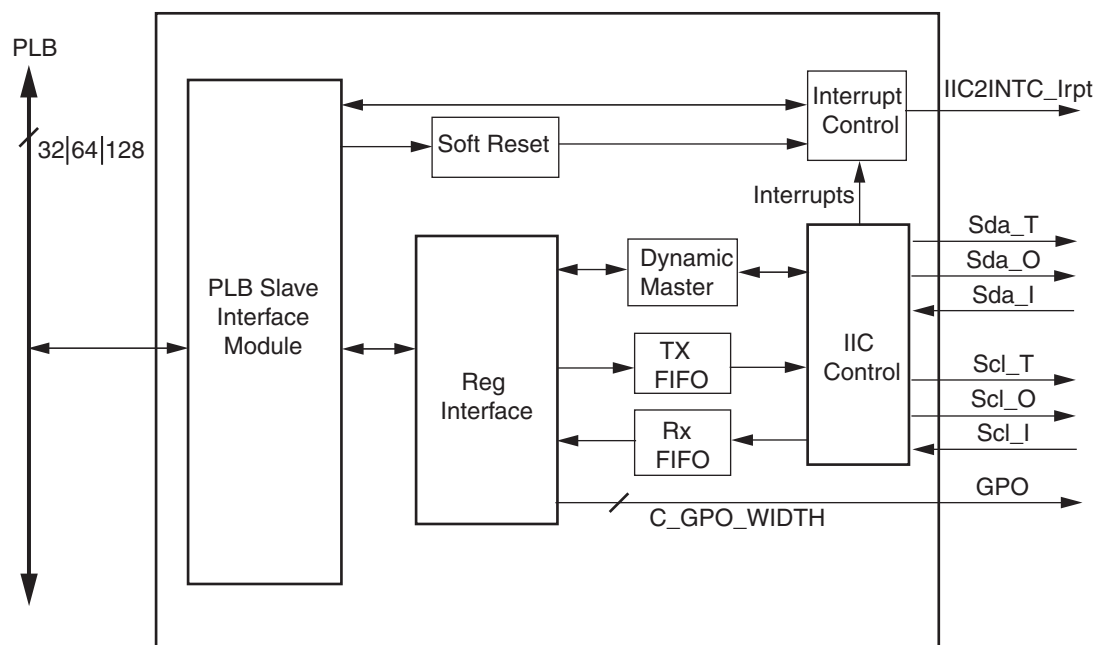 PLB
32|64|128
PLB Slave
Interface
Module
Soft Reset
Interrupt
Control
IIC2INTC_Irpt
Interrupts
Reg
Interface
Dynamic
Master
TX
FIFO
Rx
FIFO
IIC
Control
Sda_T
Sda_O
Sda_I
Scl_T
Scl_O
Scl_I
GPO
C_GPO_WIDTH